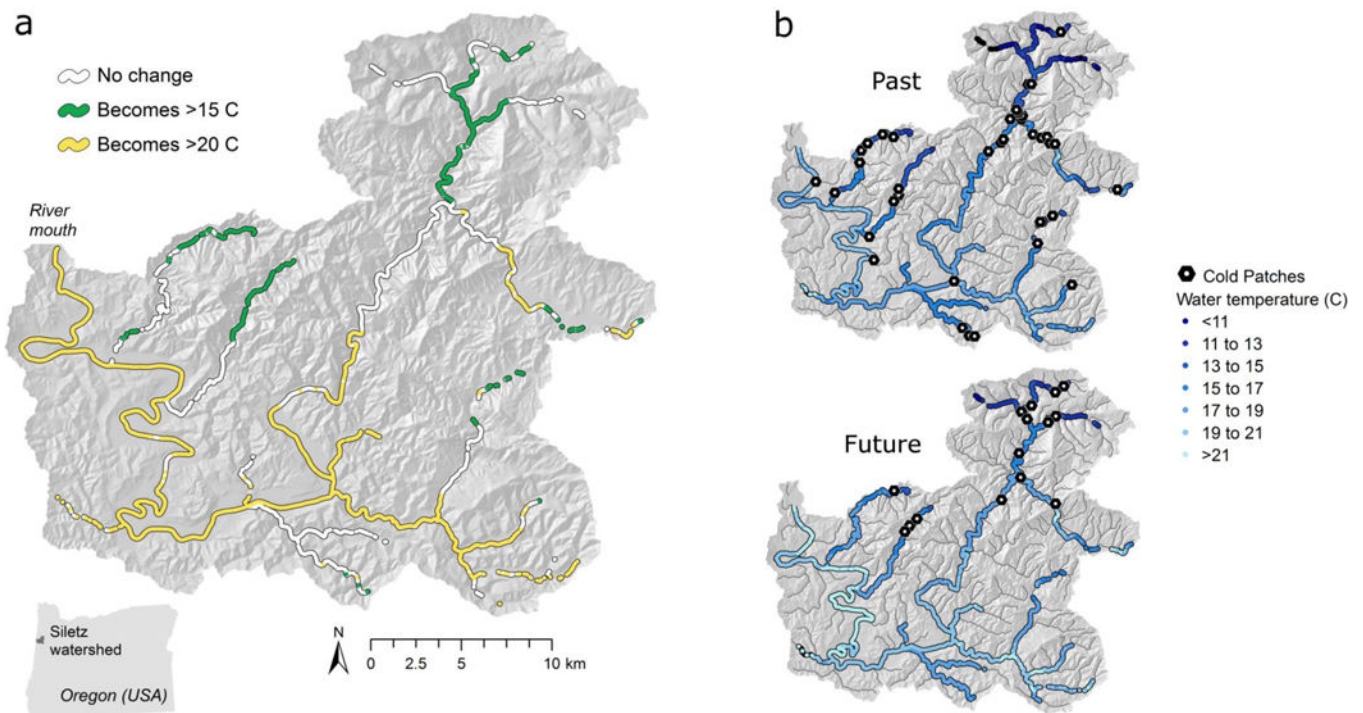 a
No change
Becomes >15 C
Becomes >20 C
River
mouth
Siletz
watershed
Oregon (USA)
N
0 2.5 5 10 km
b
Past
Future
Cold Patches
Water temperature (C)
<11
11 to 13
13 to 15
15 to 17
17 to 19
19 to 21
>21